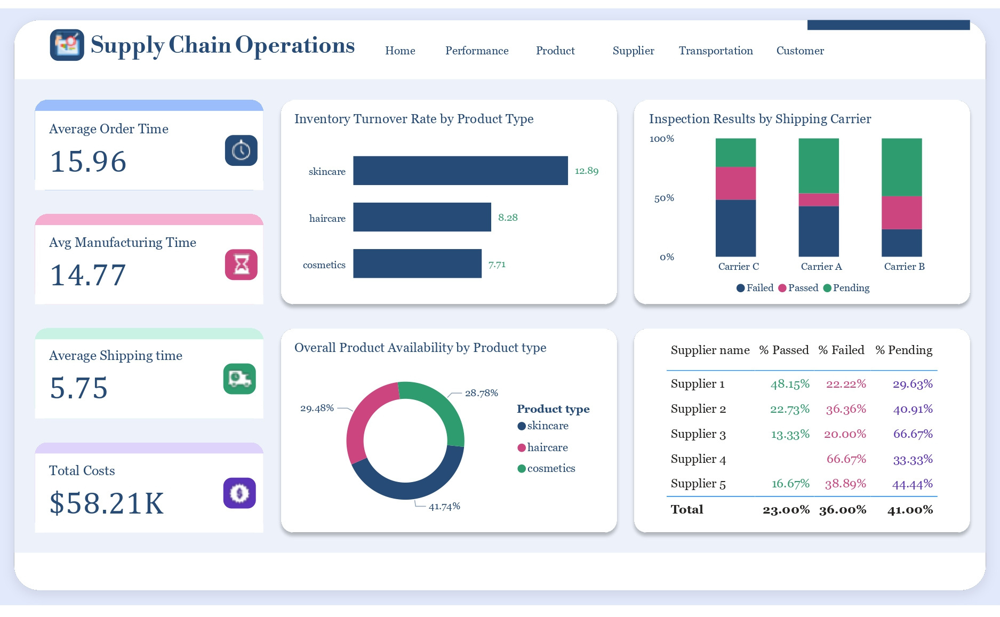 Supply Chain Operations
Home Performance Product Supplier Transportation Customer
Average Order Time
15.96
Avg Manufacturing Time
14.77
Average Shipping time
5.75
Total Costs
$58.21K
Inventory Turnover Rate by Product Type
skincare 12.89
haircare 8.28
cosmetics 7.71
Inspection Results by Shipping Carrier
100%
50%
0%
Carrier C Carrier A Carrier B
Failed Passed Pending
Overall Product Availability by Product type
28.78%
29.48%
41.74%
Product type
skincare
haircare
cosmetics
Supplier name % Passed % Failed % Pending
Supplier 1 48.15% 22.22% 29.63%
Supplier 2 22.73% 36.36% 40.91%
Supplier 3 13.33% 20.00% 66.67%
Supplier 4 66.67% 33.33%
Supplier 5 16.67% 38.89% 44.44%
Total 23.00% 36.00% 41.00%